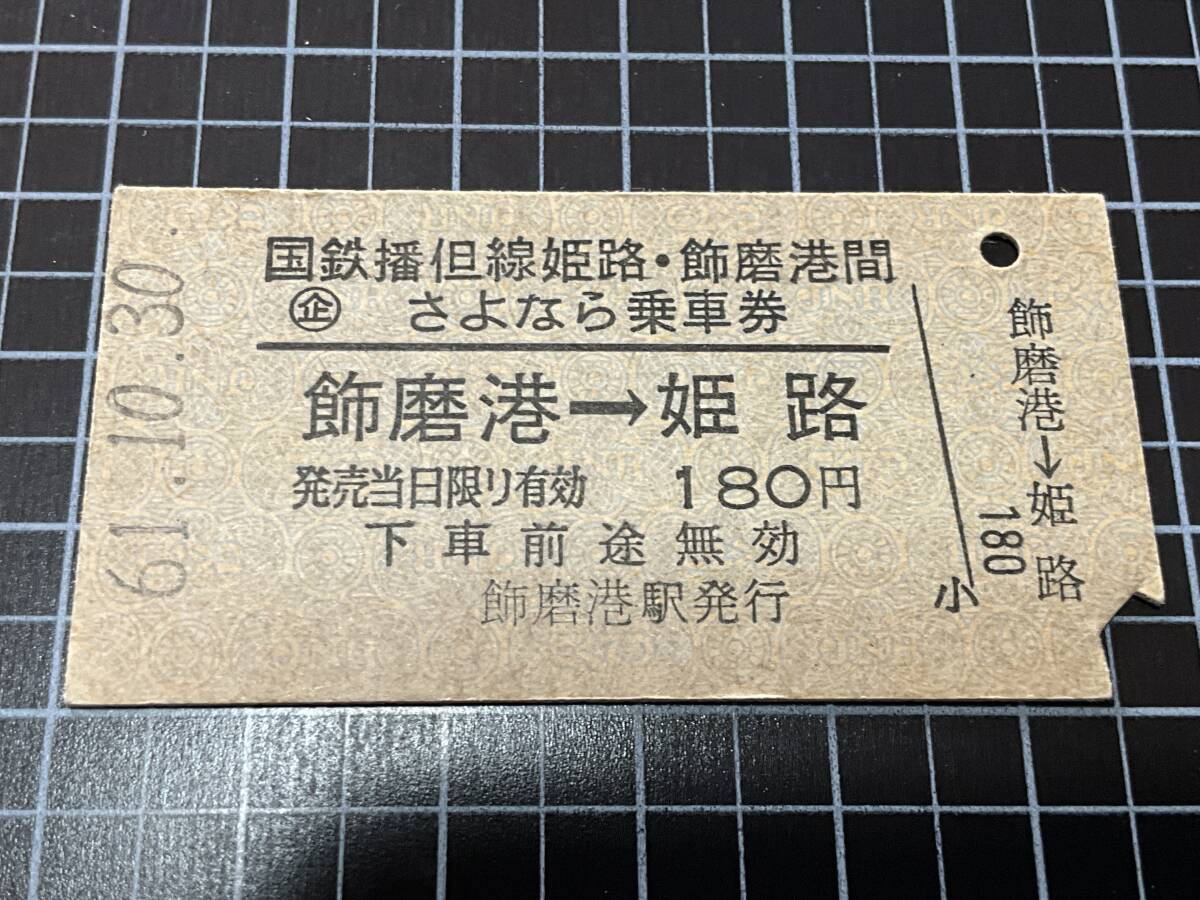 国鉄播但線姫路・飾磨港間
企 さよなら乗車券
飾磨港→姫路
発売当日限り有効 180円
下車前途無効
飾磨港駅発行
61.10.30
小
飾磨港→姫路
180